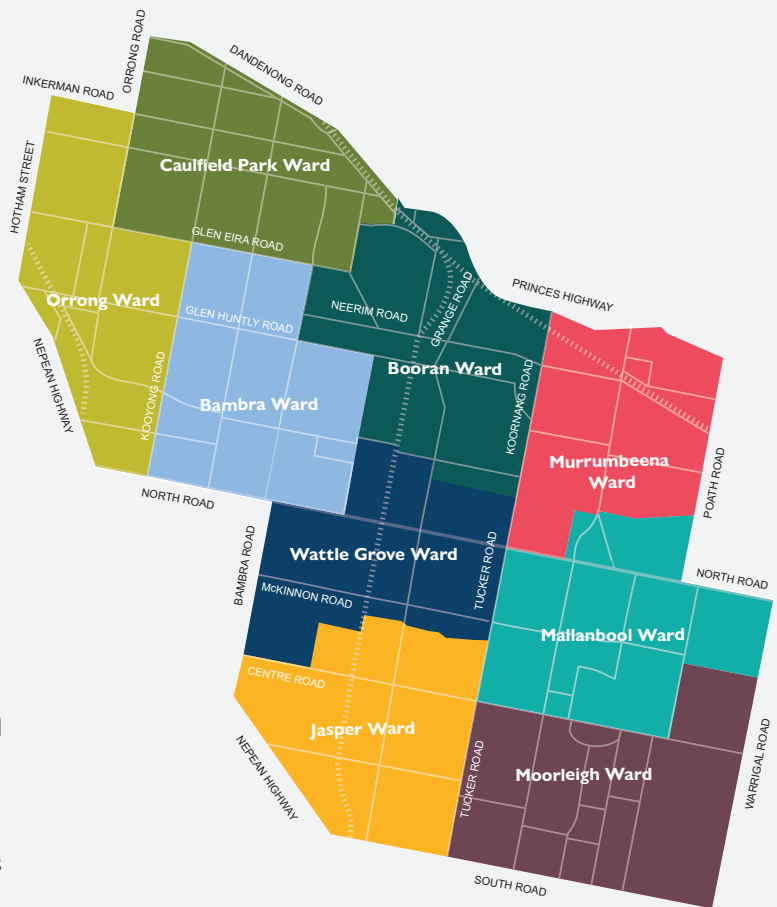 ORRONG ROAD
DANDENONG ROAD
INKERMAN ROAD
Caulfield Park Ward
HOTHAM STREET
GLEN EIRA ROAD
PRINCES HIGHWAY
Orrong Ward
NEERIM ROAD
GRANGE ROAD
GLEN HUNTLY ROAD
Booran Ward
NEPEAN HIGHWAY
KOOYONG ROAD
Bambra Ward
KOORNANG ROAD
Murrumbeena
Ward
POATH ROAD
NORTH ROAD
BAMBRA ROAD
Wattle Grove Ward
TUCKER ROAD
NORTH ROAD
McKINNON ROAD
Mallanbool Ward
CENTRE ROAD
Jasper Ward
NEPEAN HIGHWAY
TUCKER ROAD
Moorleigh Ward
WARRIGAL ROAD
SOUTH ROAD